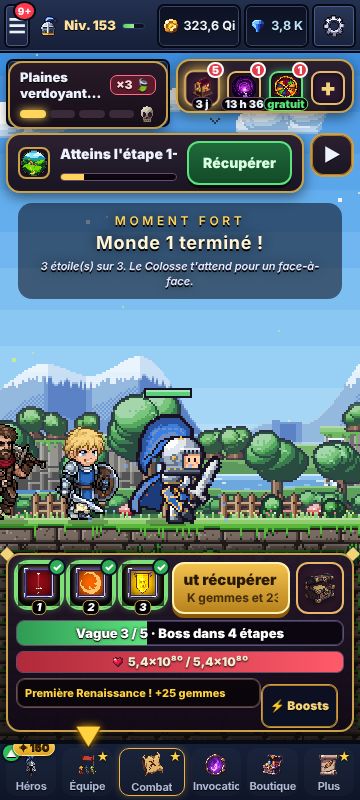 9+
Niv. 153
323,6 Qi
3,8 K
Plaines
verdoyant...
×3
5
1
1
3 j
13 h 36
gratuit
+
Atteins l'étape 1-
Récupérer
MOMENT FORT
Monde 1 terminé !
3 étoile(s) sur 3. Le Colosse t'attend pour un face-à-
face.
1
2
3
ut récupérer
K gemmes et 23
Vague 3 / 5 · Boss dans 4 étapes
5,4×10⁸⁰ / 5,4×10⁸⁰
Première Renaissance ! +25 gemmes
Boosts
160
Héros
Équipe
Combat
Invocatic
Boutique
Plus